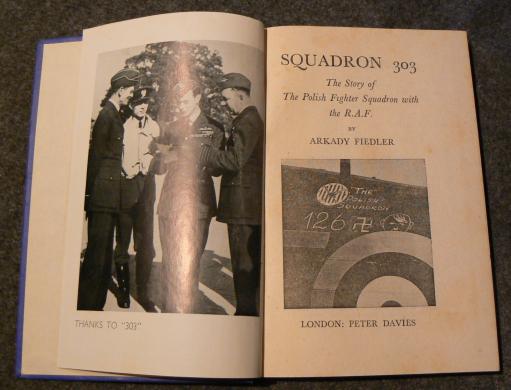 THANKS TO "303"
SQUADRON 303
The Story of
The Polish Fighter Squadron with
the R.A.F.
BY
ARKADY FIEDLER
"THE
POLISH
SQUADRON
126
LONDON: PETER DAVIES